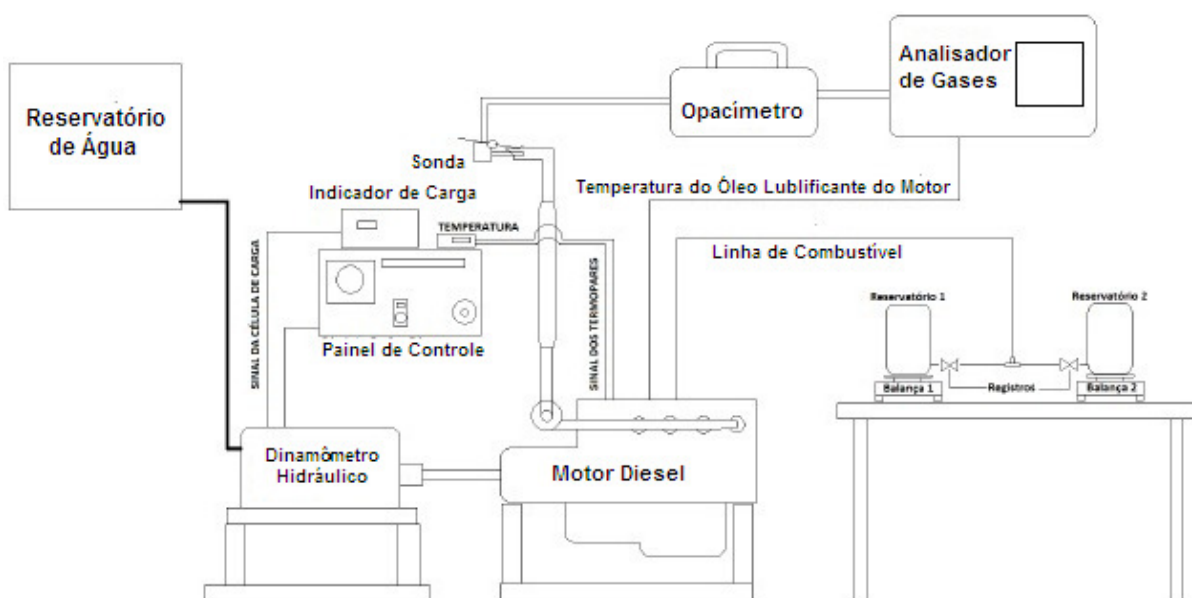 Analisador
de Gases
Opacímetro
Reservatório
de Água
Sonda
Indicador de Carga
Temperatura do Óleo Lublificante do Motor
TEMPERATURA
Linha de Combustível
SINAL DA CÉLULA DE CARGA
SINAL DOS TERMOPARES
Reservatório 1
Reservatório 2
Painel de Controle
Balança 1
Registros
Balança 2
Dinamômetro
Hidráulico
Motor Diesel